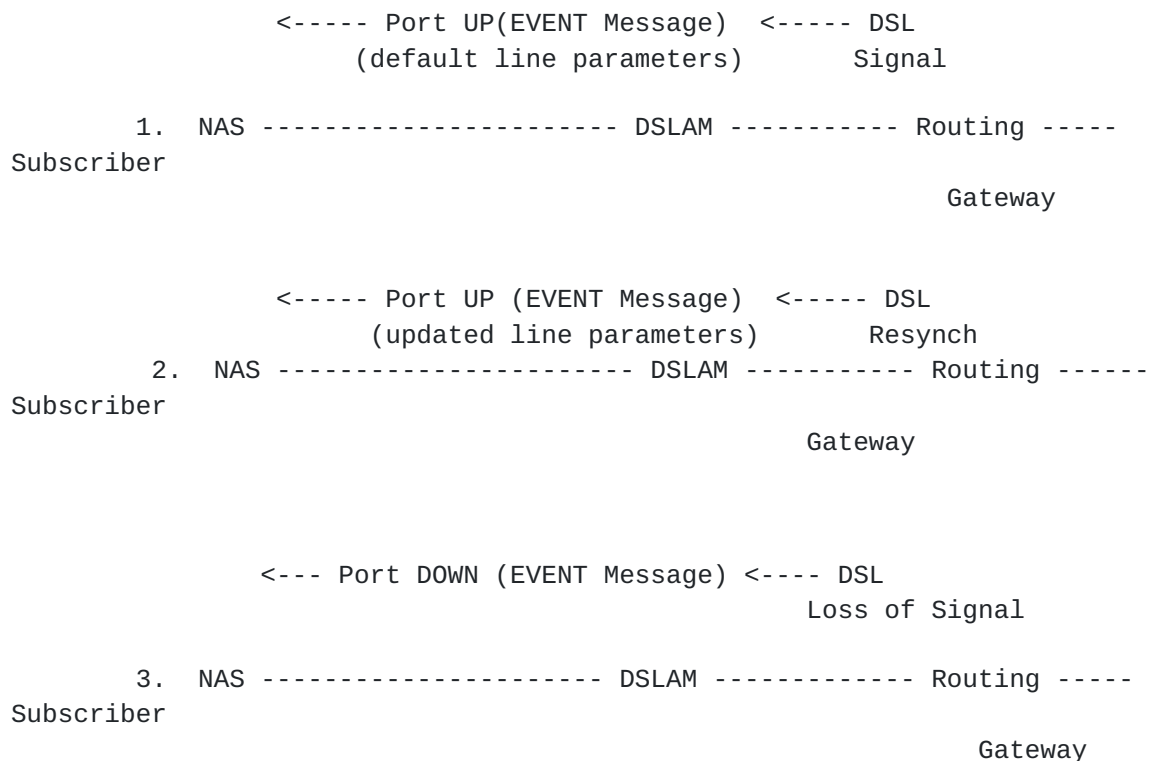 <----- Port UP(EVENT Message)  <----- DSL
(default line parameters)       Signal
1.  NAS ----------------------- DSLAM ----------- Routing -----
Subscriber
Gateway
<----- Port UP (EVENT Message)  <----- DSL
(updated line parameters)       Resynch
2.  NAS ----------------------- DSLAM ----------- Routing ------
Subscriber
Gateway
<--- Port DOWN (EVENT Message) <---- DSL
Loss of Signal
3.  NAS ---------------------- DSLAM ------------- Routing -----
Subscriber
Gateway